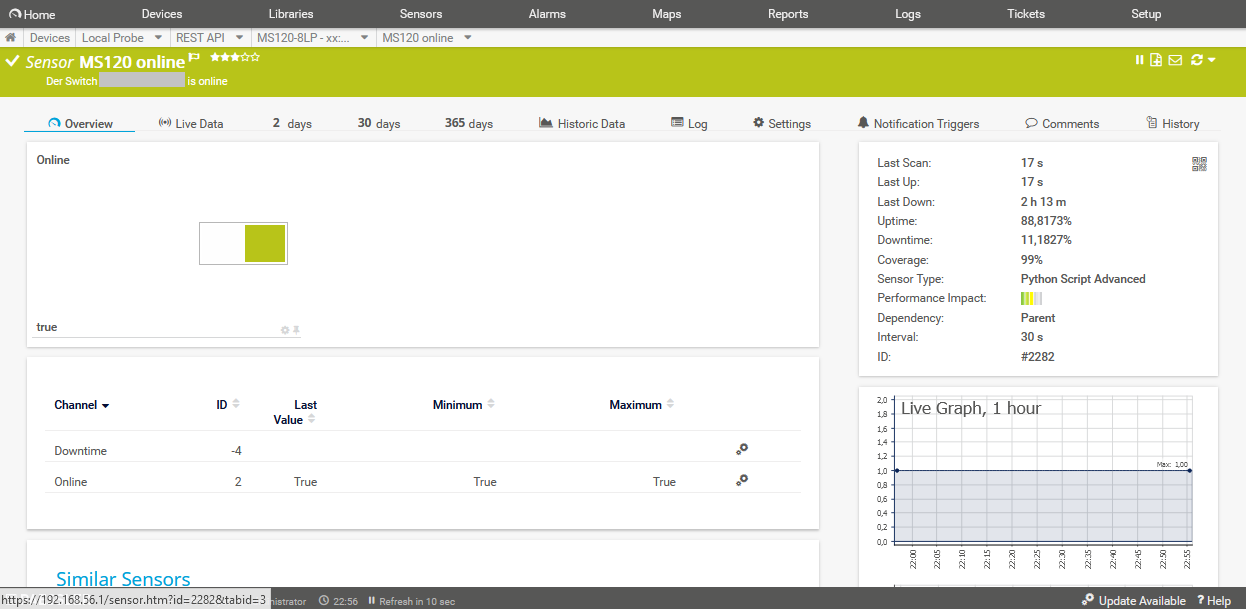 Home Devices Libraries Sensors Alarms Maps Reports Logs Tickets Setup
Devices Local Probe REST API MS120-8LP - xx:... MS120 online
Sensor MS120 online
Der Switch is online
Overview Live Data 2 days 30 days 365 days Historic Data Log Settings Notification Triggers Comments History
Online
true
Last Scan: 17 s
Last Up: 17 s
Last Down: 2 h 13 m
Uptime: 88,8173%
Downtime: 11,1827%
Coverage: 99%
Sensor Type: Python Script Advanced
Performance Impact:
Dependency: Parent
Interval: 30 s
ID: #2282
Channel ID Last Value Minimum Maximum
Downtime -4
Online 2 True True True
Live Graph, 1 hour
Max: 1,00
2,0
1,8
1,6
1,4
1,2
1,0
0,8
0,6
0,4
0,2
0,0
22:00 22:05 22:10 22:15 22:20 22:25 22:30 22:35 22:40 22:45 22:50 22:55
Similar Sensors
https://192.168.56.1/sensor.htm?id=2282&tabid=3 inistrator 22:56 Refresh in 10 sec Update Available ? Help